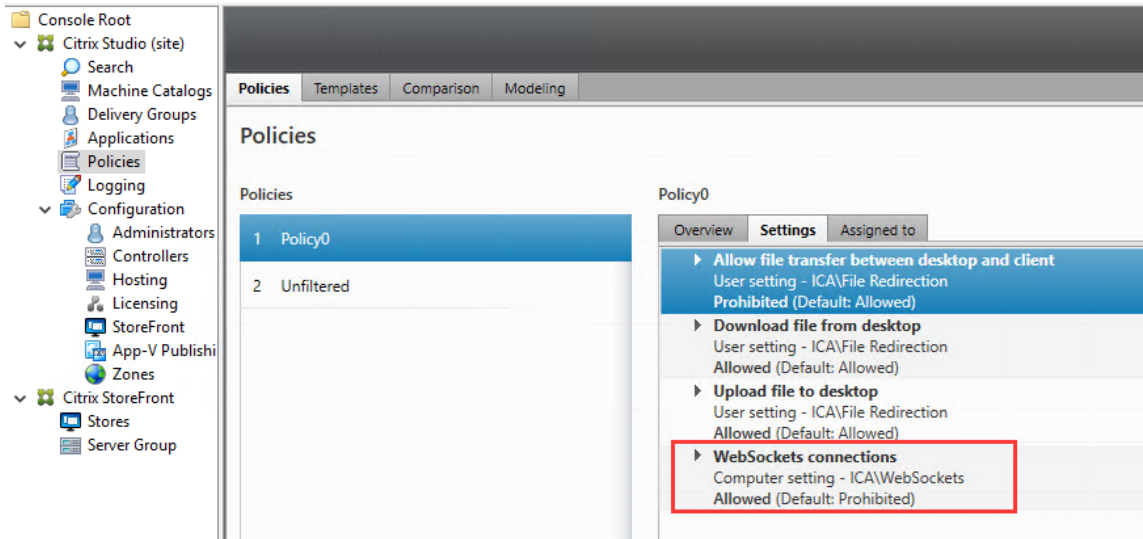 Console Root
Citrix Studio (site)
Search
Machine Catalogs
Delivery Groups
Applications
Policies
Logging
Configuration
Administrators
Controllers
Hosting
Licensing
StoreFront
App-V Publishi
Zones
Citrix StoreFront
Stores
Server Group
Policies Templates Comparison Modeling
Policies
Policies
1 Policy0
2 Unfiltered
Policy0
Overview Settings Assigned to
Allow file transfer between desktop and client
User setting - ICA\File Redirection
Prohibited (Default: Allowed)
Download file from desktop
User setting - ICA\File Redirection
Allowed (Default: Allowed)
Upload file to desktop
User setting - ICA\File Redirection
Allowed (Default: Allowed)
WebSockets connections
Computer setting - ICA\WebSockets
Allowed (Default: Prohibited)